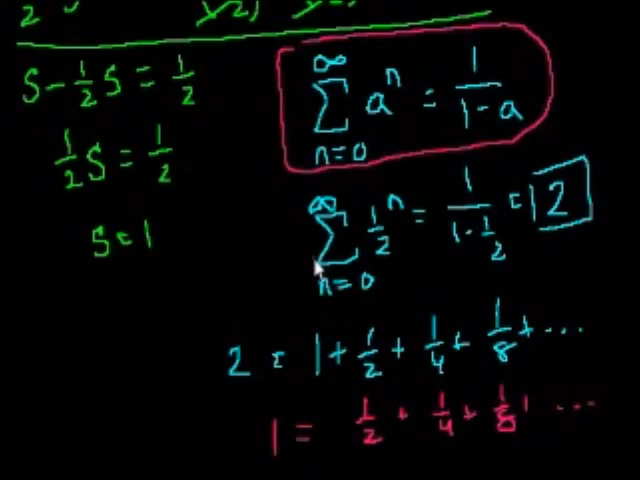 S - 1/2 S = 1/2
1/2 S = 1/2
S = 1
∞ ∑ n=0 a^n = 1/(1-a)
∞ ∑ n=0 1/2^n = 1/(1-1/2) = 2
2 = 1 + 1/2 + 1/4 + 1/8 + ...
1 = 1/2 + 1/4 + 1/8 ...